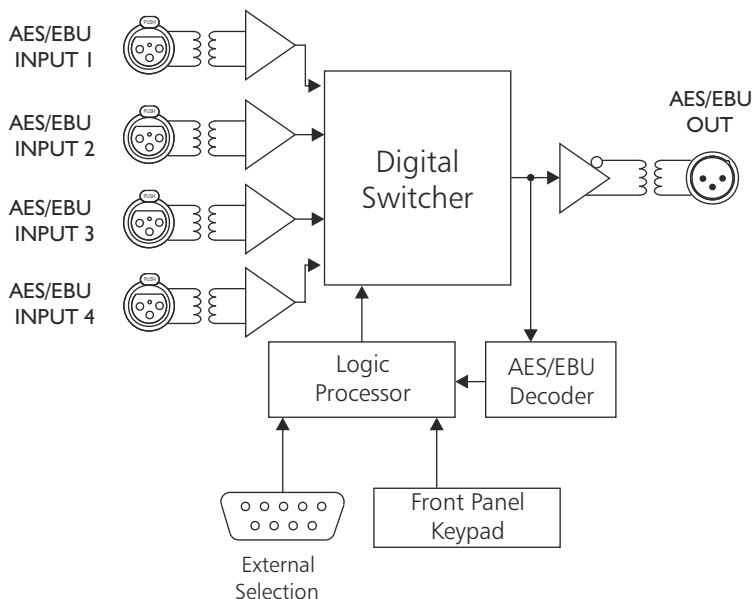 AES/EBU
INPUT 1
PUSH
AES/EBU
INPUT 2
PUSH
AES/EBU
INPUT 3
PUSH
AES/EBU
INPUT 4
PUSH
Digital
Switcher
AES/EBU
OUT
Logic
Processor
AES/EBU
Decoder
Front Panel
Keypad
External
Selection